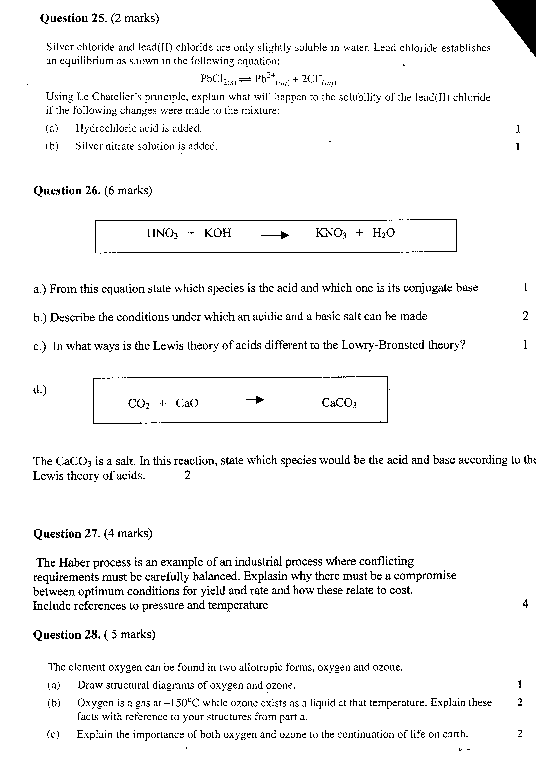 Question 25. (2 marks)
Silver chloride and lead(II) chloride are only slightly soluble in water. Lead chloride establishes
an equilibrium as shown in the following equation:
PbCl₂(s) ⇌ Pb²⁺(aq) + 2Cl⁻(aq)
Using Le Chatelier's principle, explain what will happen to the solubility of the lead(II) chloride
if the following changes were made to the mixture:
(a) Hydrochloric acid is added. 1
(b) Silver nitrate solution is added. 1
Question 26. (6 marks)
HNO₃ + KOH → KNO₃ + H₂O
a.) From this equation state which species is the acid and which one is its conjugate base 1
b.) Describe the conditions under which an acidic and a basic salt can be made 2
c.) In what ways is the Lewis theory of acids different to the Lowry-Bronsted theory? 1
d.)
CO₂ + CaO → CaCO₃
The CaCO₃ is a salt. In this reaction, state which species would be the acid and base according to the
Lewis theory of acids. 2
Question 27. (4 marks)
The Haber process is an example of an industrial process where conflicting
requirements must be carefully balanced. Explasin why there must be a compromise
between optimum conditions for yield and rate and how these relate to cost.
Include references to pressure and temperature 4
Question 28. ( 5 marks)
The element oxygen can be found in two allotropic forms, oxygen and ozone.
(a) Draw structural diagrams of oxygen and ozone. 1
(b) Oxygen is a gas at –150°C while ozone exists as a liquid at that temperature. Explain these 2
facts with reference to your structures from part a.
(c) Explain the importance of both oxygen and ozone to the continuation of life on earth. 2